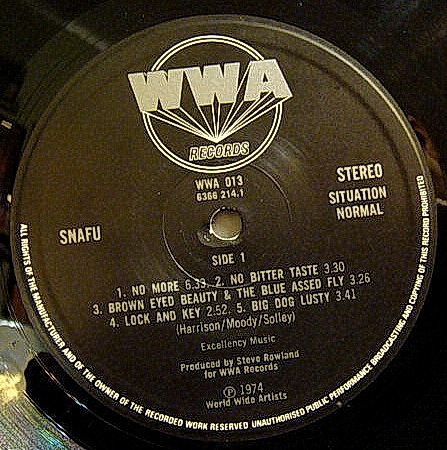 WWA
RECORDS
WWA 013
6366 214.1
STEREO
SITUATION
NORMAL
SNAFU
SIDE 1
1. NO MORE 6.33. 2. NO BITTER TASTE 3.30
3. BROWN EYED BEAUTY & THE BLUE ASSED FLY 3.26
4. LOCK AND KEY 2.52. 5. BIG DOG LUSTY 3.41
(Harrison/Moody/Solley)
Excellency Music
Produced by Steve Rowland
for WWA Records
℗ 1974
World Wide Artists
ALL RIGHTS OF THE MANUFACTURER AND OF THE OWNER OF THE RECORDED WORK RESERVED UNAUTHORISED PUBLIC PERFORMANCE BROADCASTING AND COPYING OF THIS RECORD PROHIBITED